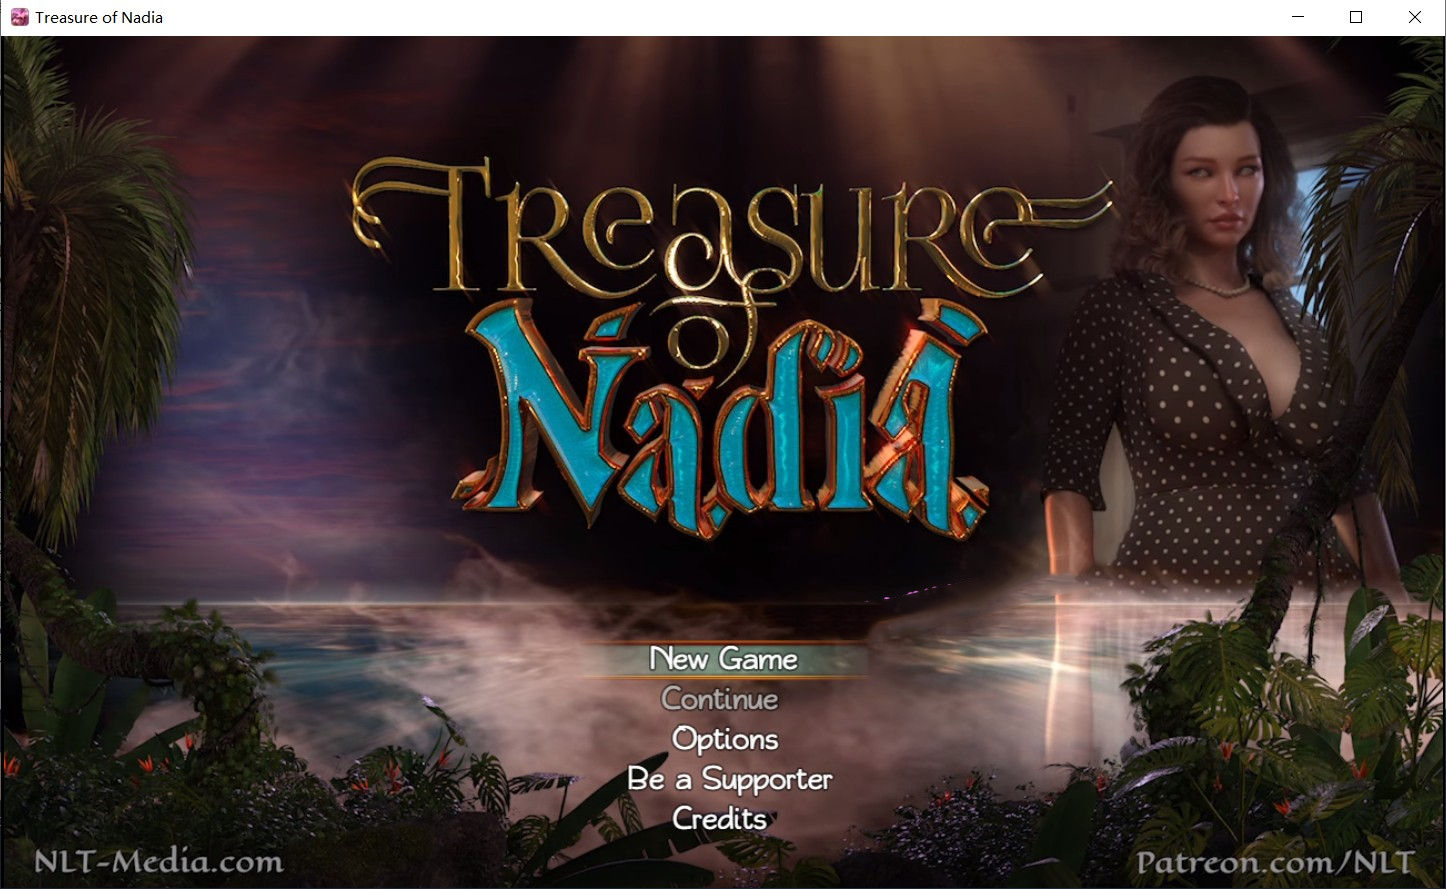 Treasure of Nadia
Treasure
of
Nadia
New Game
Continue
Options
Be a Supporter
Credits
NLT-Media.com
Patreon.com/NLT